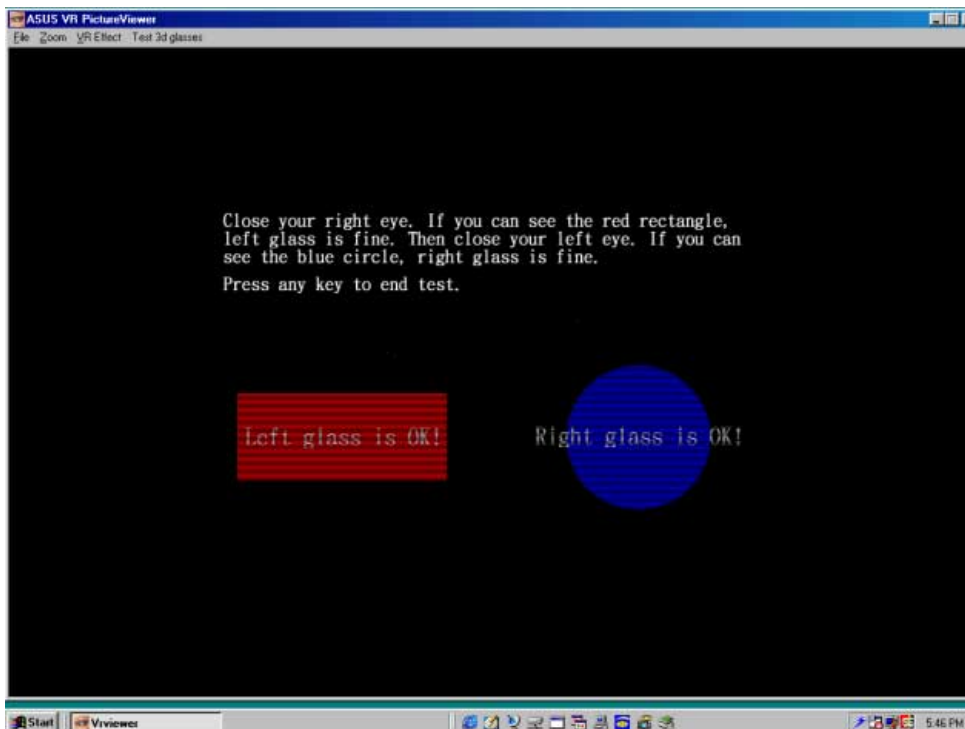 ASUS VR PictureViewer
File Zoom VR Effect Test 3d glasses
Close your right eye. If you can see the red rectangle,
left glass is fine. Then close your left eye. If you can
see the blue circle, right glass is fine.
Press any key to end test.
Left glass is OK!
Right glass is OK!
Start Vrviewer 5:46 PM